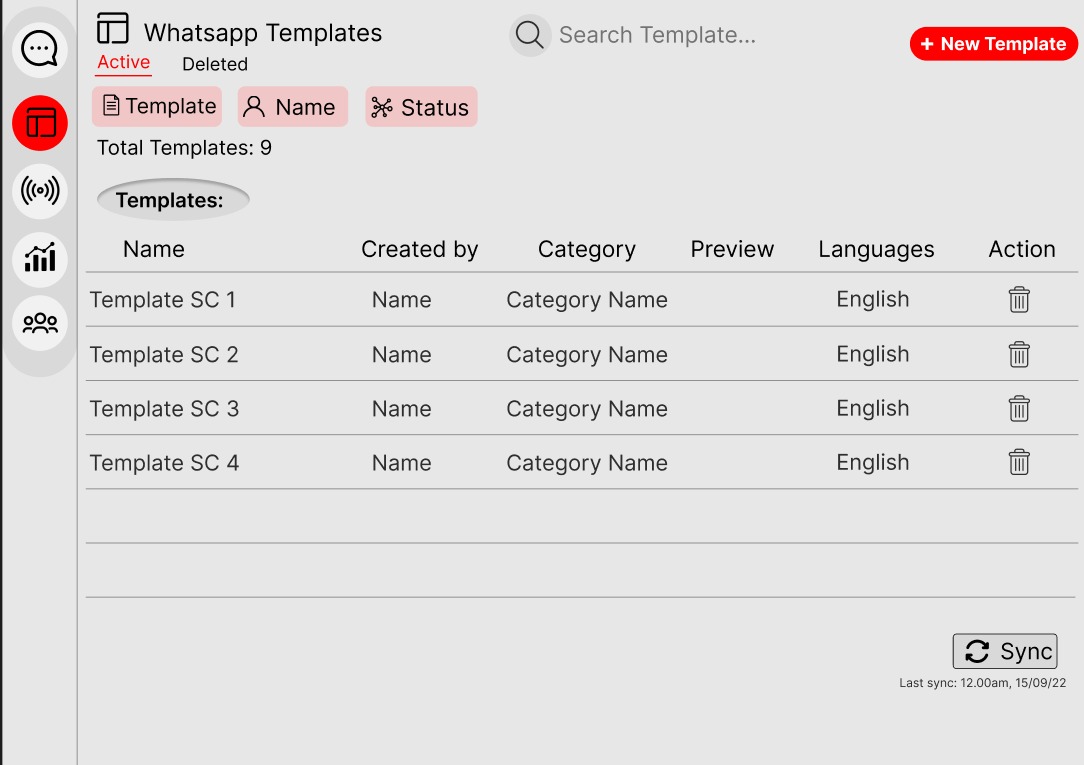 Whatsapp Templates
Search Template...
+ New Template
Active Deleted
Template Name Status
Total Templates: 9
Templates:
Name Created by Category Preview Languages Action
Template SC 1 Name Category Name English
Template SC 2 Name Category Name English
Template SC 3 Name Category Name English
Template SC 4 Name Category Name English
Sync
Last sync: 12.00am, 15/09/22